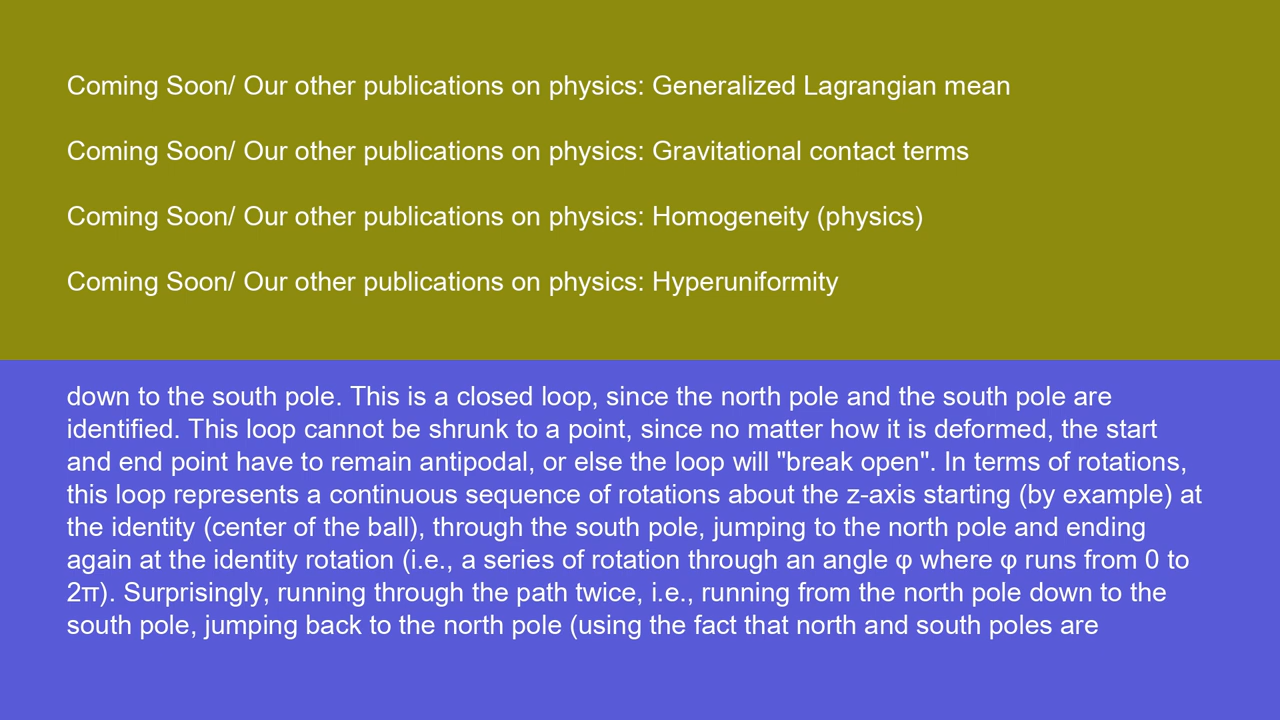 Coming Soon/ Our other publications on physics: Generalized Lagrangian mean
Coming Soon/ Our other publications on physics: Gravitational contact terms
Coming Soon/ Our other publications on physics: Homogeneity (physics)
Coming Soon/ Our other publications on physics: Hyperuniformity
down to the south pole. This is a closed loop, since the north pole and the south pole are
identified. This loop cannot be shrunk to a point, since no matter how it is deformed, the start
and end point have to remain antipodal, or else the loop will "break open". In terms of rotations,
this loop represents a continuous sequence of rotations about the z-axis starting (by example) at
the identity (center of the ball), through the south pole, jumping to the north pole and ending
again at the identity rotation (i.e., a series of rotation through an angle φ where φ runs from 0 to
2π). Surprisingly, running through the path twice, i.e., running from the north pole down to the
south pole, jumping back to the north pole (using the fact that north and south poles are